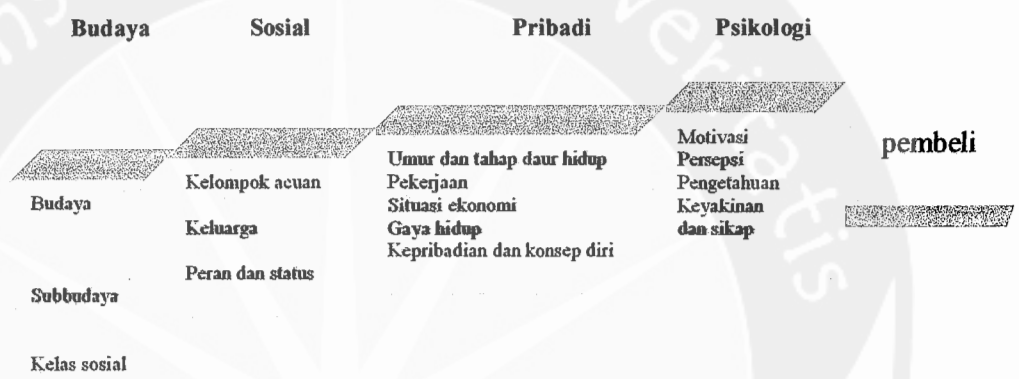 Budaya Sosial Pribadi Psikologi
Budaya
Subbudaya
Kelas sosial
Kelompok acuan
Keluarga
Peran dan status
Umur dan tahap daur hidup
Pekerjaan
Situasi ekonomi
Gaya hidup
Kepribadian dan konsep diri
Motivasi
Persepsi
Pengetahuan
Keyakinan
dan sikap
pembeli